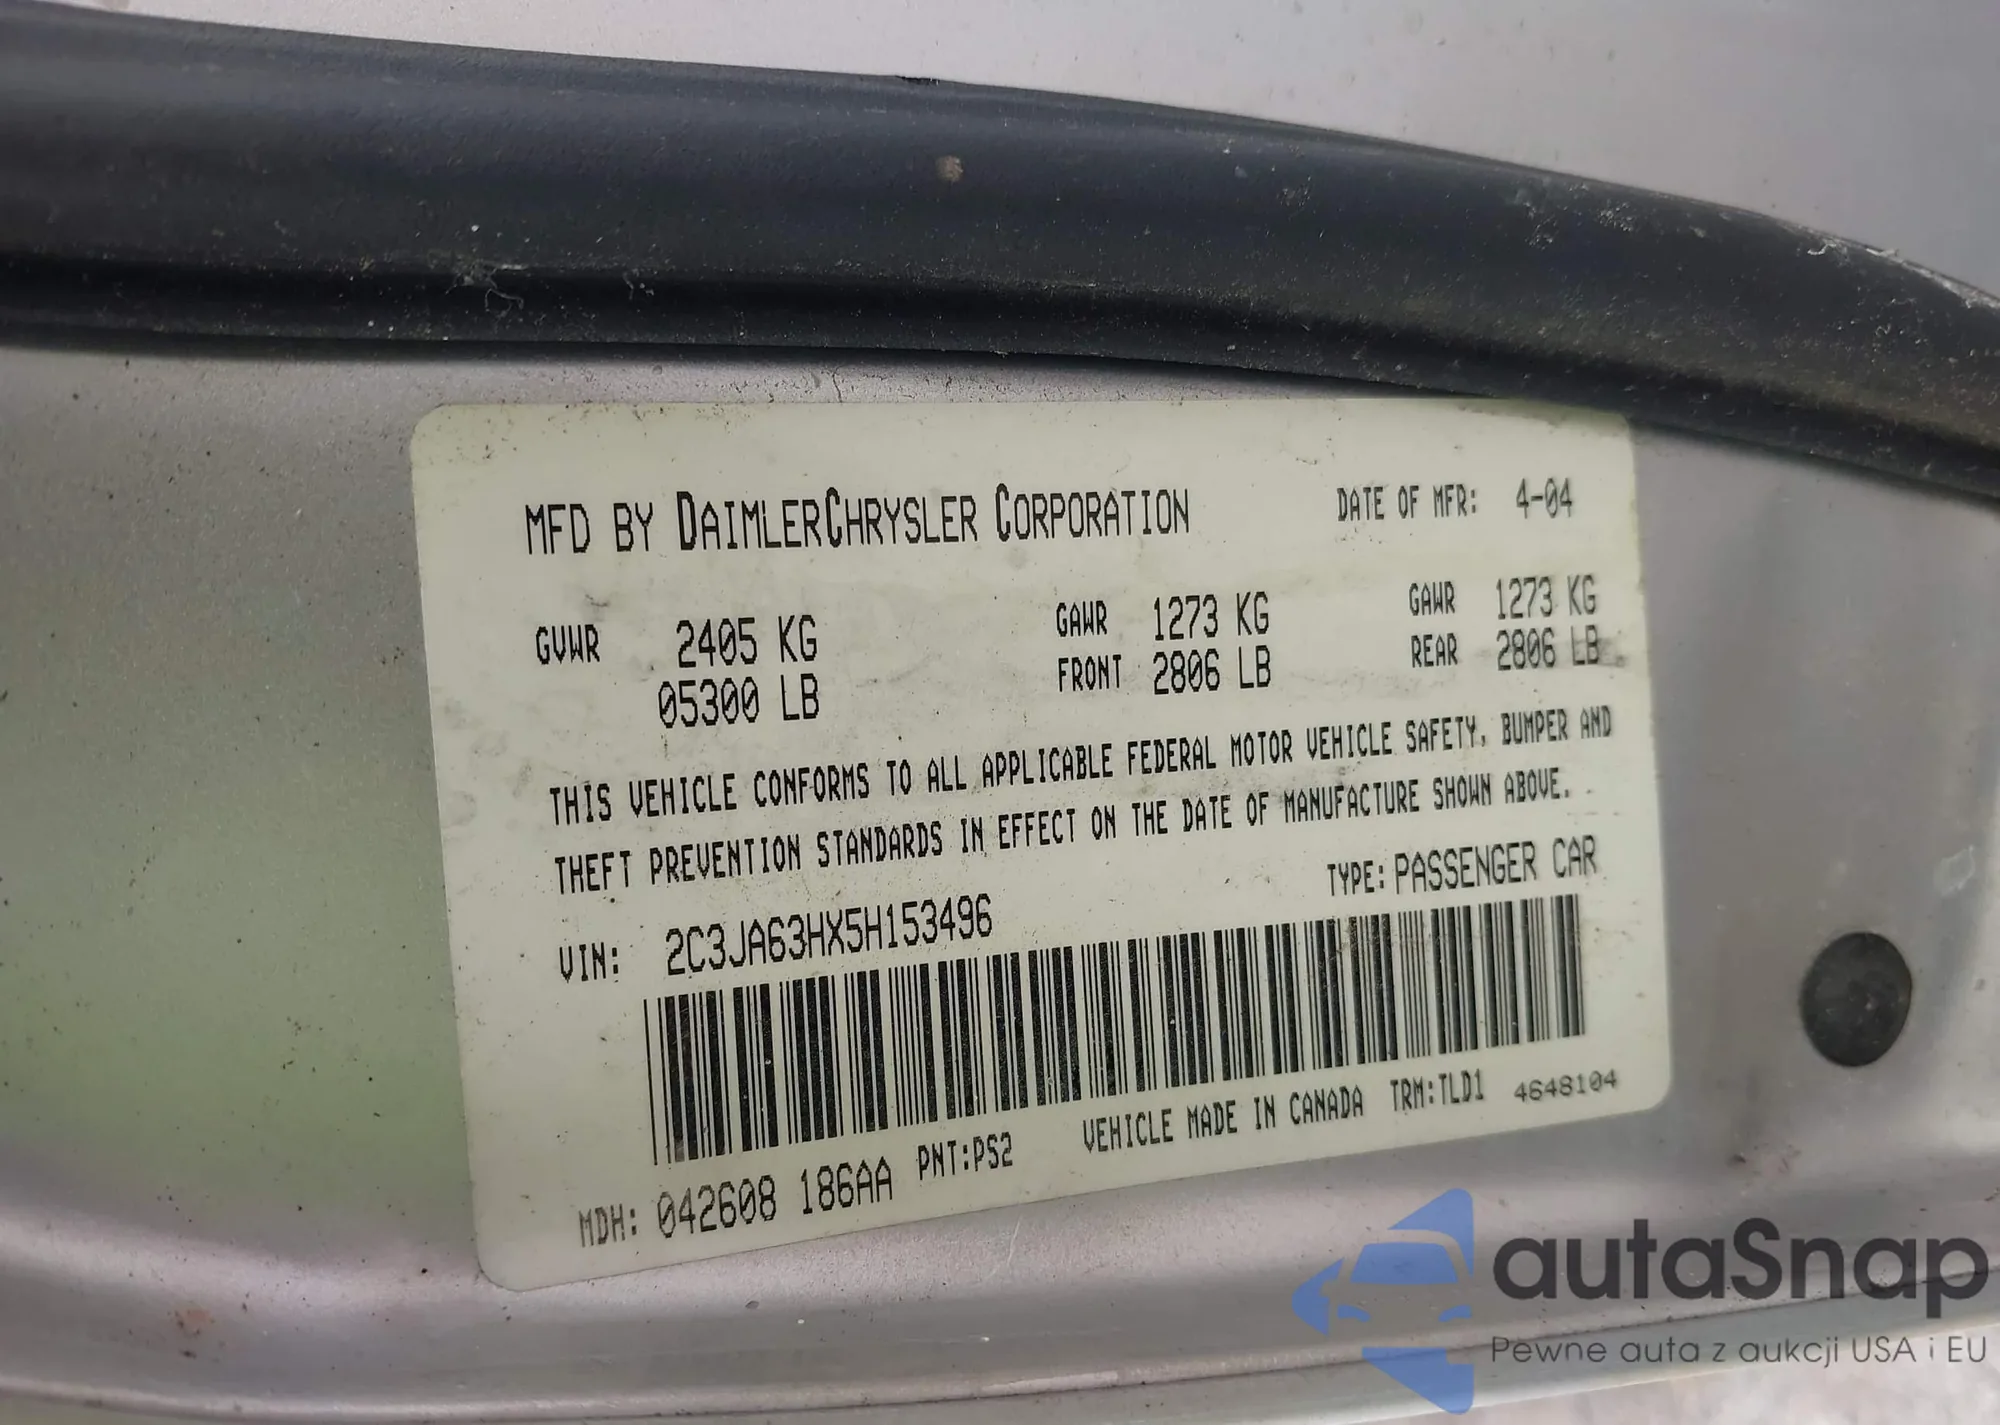 MFD BY DAIMLERCHRYSLER CORPORATION DATE OF MFR: 4-04
GVWR 2405 KG GAWR 1273 KG GAWR 1273 KG
05300 LB FRONT 2806 LB REAR 2806 LB
THIS VEHICLE CONFORMS TO ALL APPLICABLE FEDERAL MOTOR VEHICLE SAFETY, BUMPER AND
THEFT PREVENTION STANDARDS IN EFFECT ON THE DATE OF MANUFACTURE SHOWN ABOVE.
VIN: 2C3JA63HX5H153496 TYPE: PASSENGER CAR
MDH: 042608 186AA PNT:PS2 VEHICLE MADE IN CANADA TRM:TLD1 4648104
autaSnap
Pewne auta z aukcji USA i EU